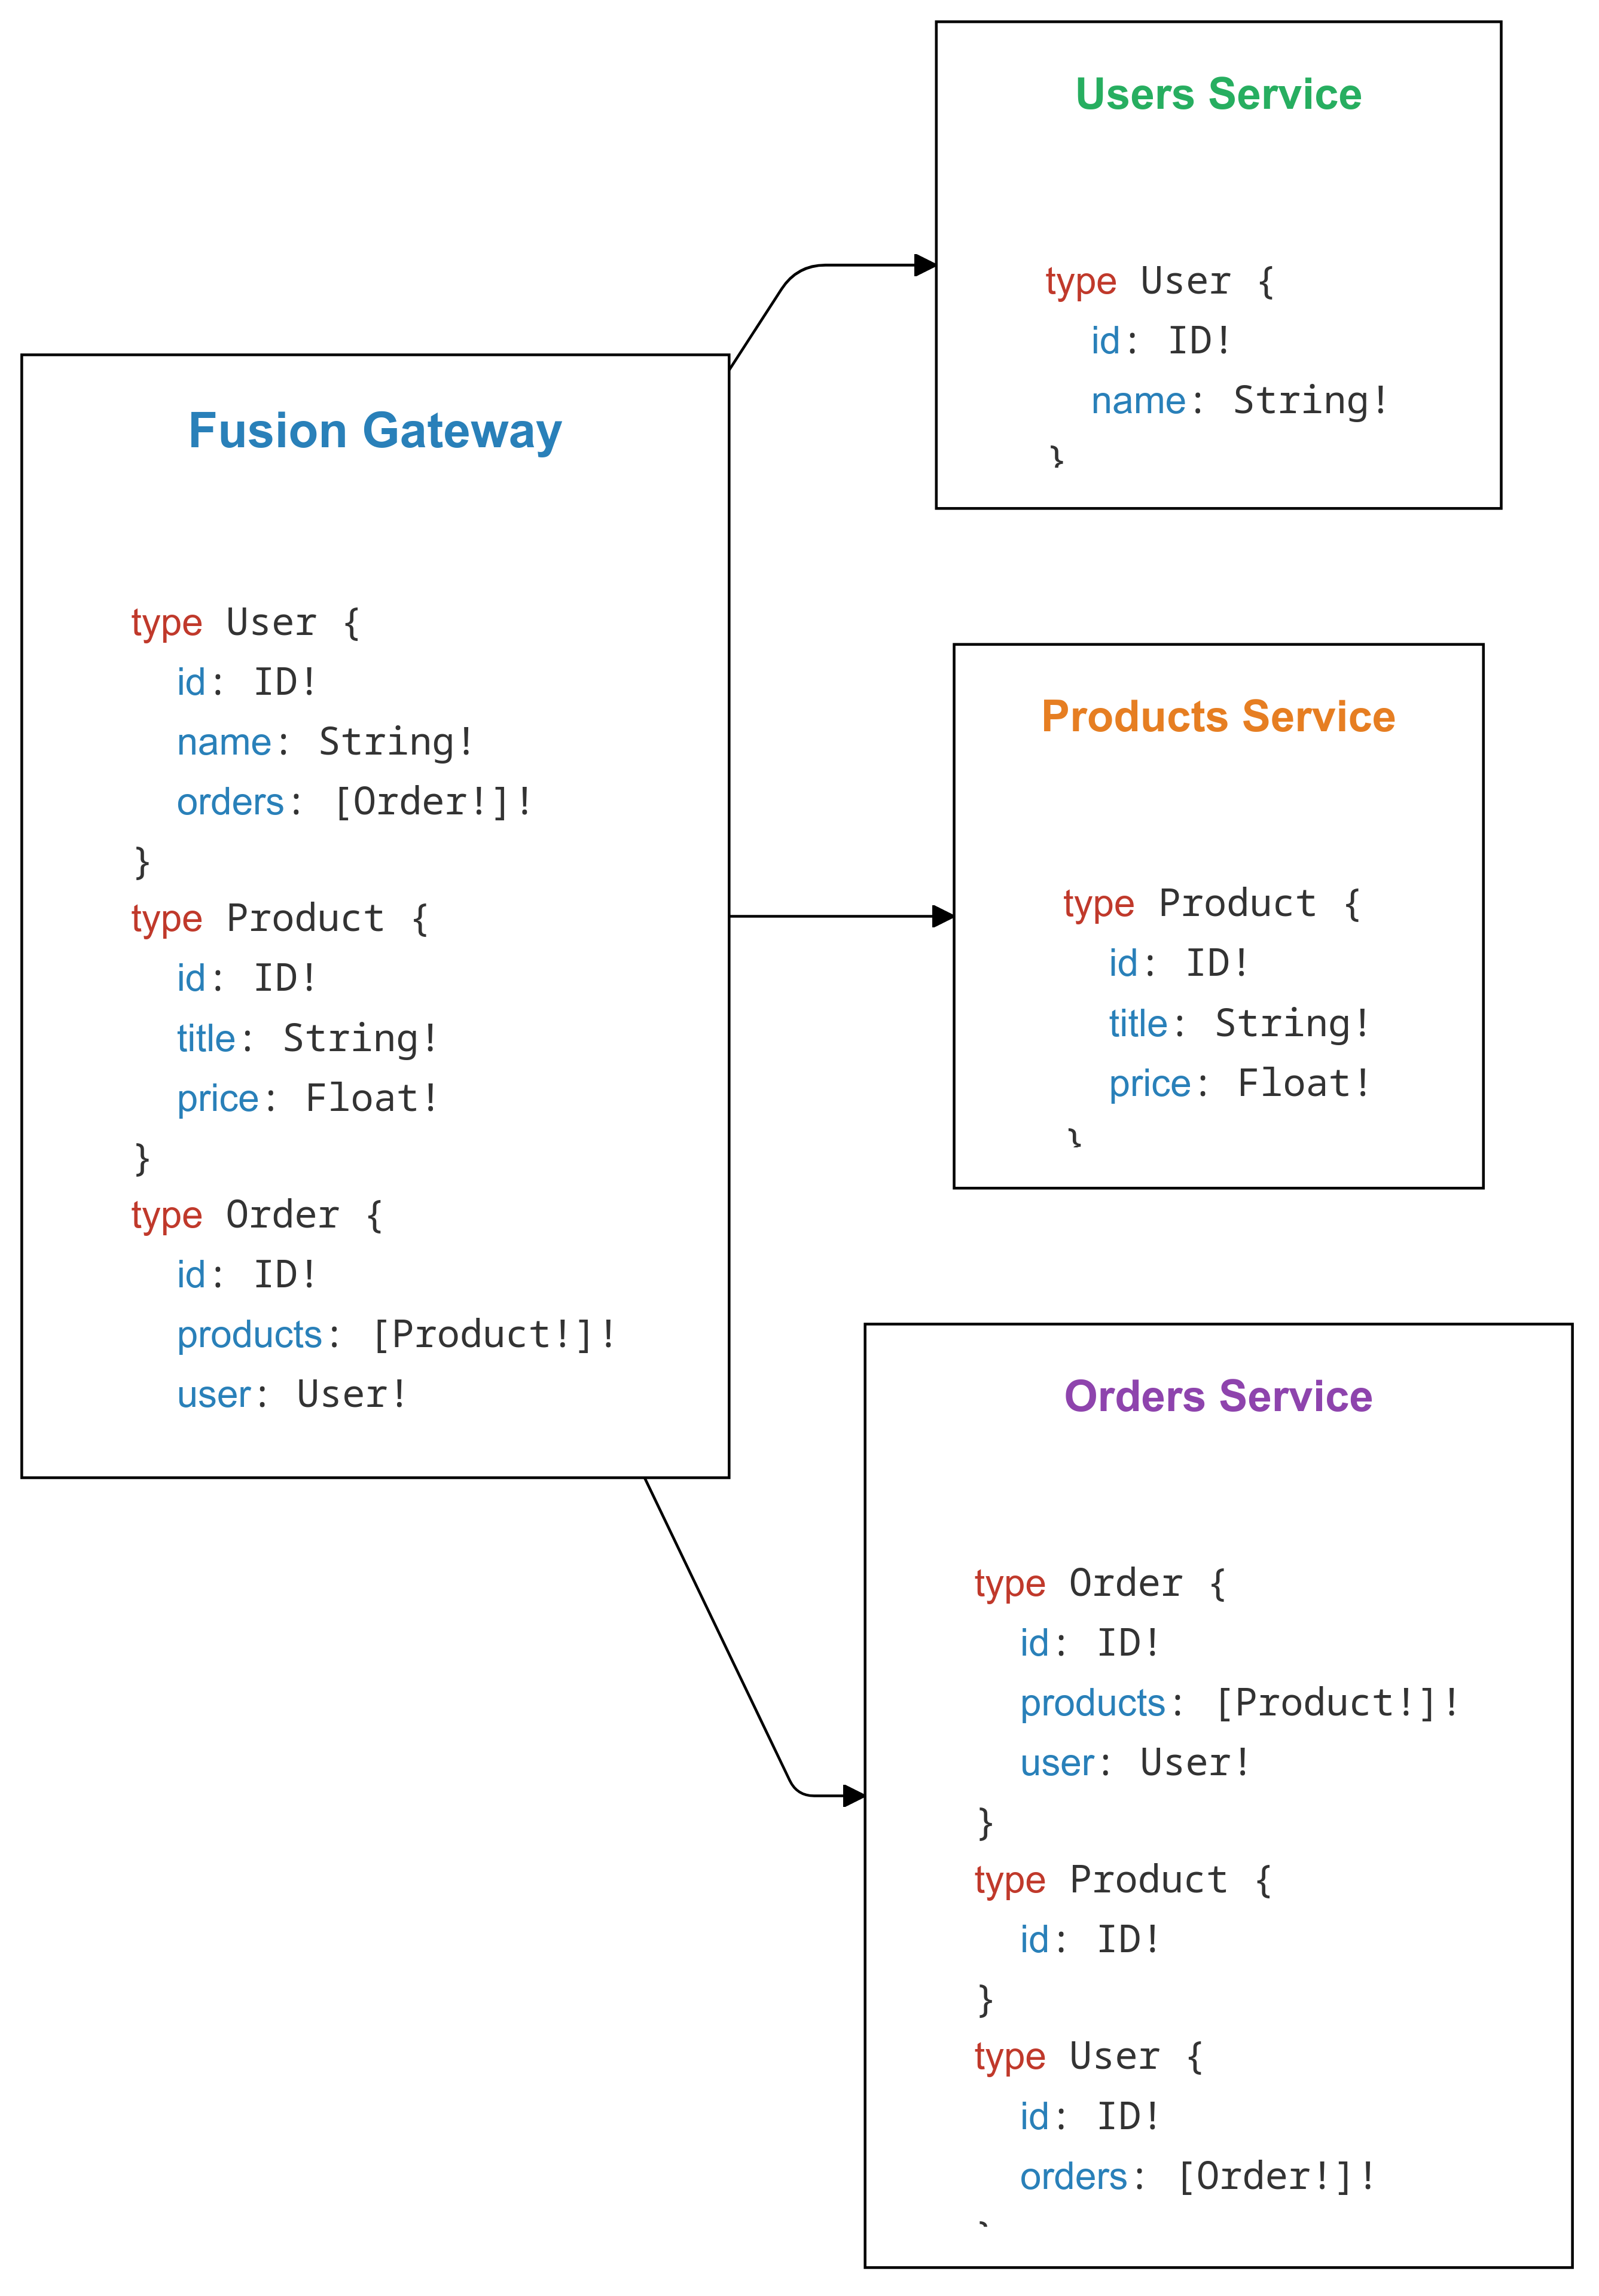 Fusion Gateway
type User {
  id: ID!
  name: String!
  orders: [Order!]!
}
type Product {
  id: ID!
  title: String!
  price: Float!
}
type Order {
  id: ID!
  products: [Product!]!
  user: User!
Users Service
type User {
  id: ID!
  name: String!
}
Products Service
type Product {
  id: ID!
  title: String!
  price: Float!
}
Orders Service
type Order {
  id: ID!
  products: [Product!]!
  user: User!
}
type Product {
  id: ID!
}
type User {
  id: ID!
  orders: [Order!]!
}